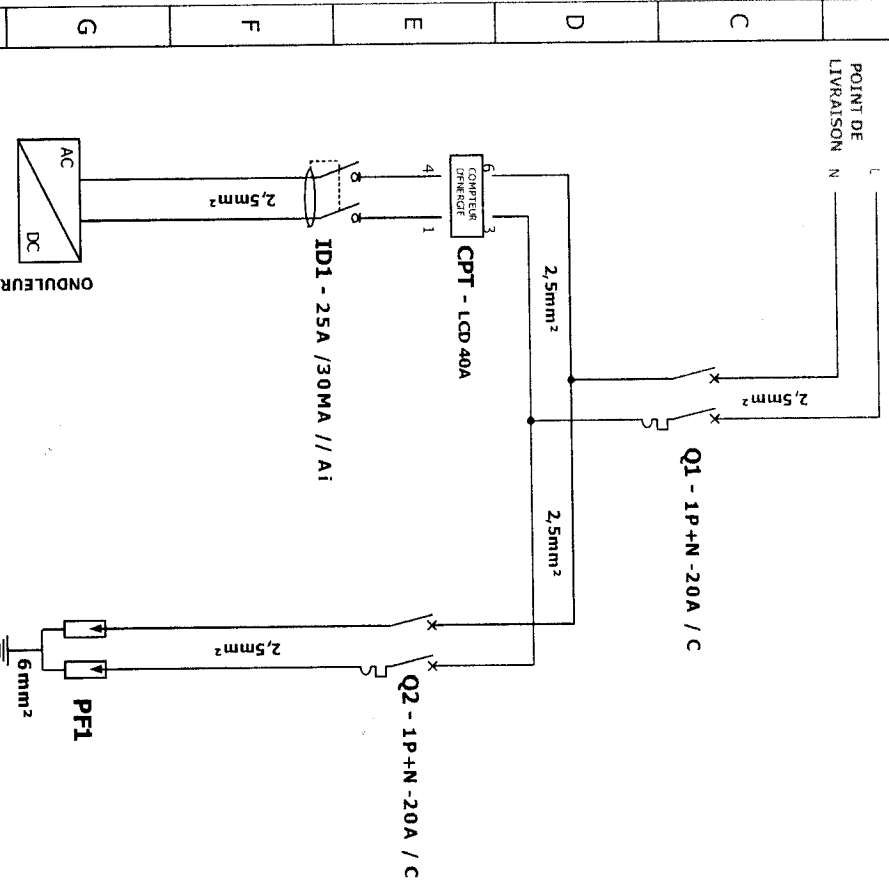 C
D
E
F
G
POINT DE
LIVRAISON
L
N
2,5mm²
Q1 - 1P+N -20A / C
2,5mm²
2,5mm²
6
3
COMPTEUR
D'ENERGIE
4
1
CPT - LCD 40A
Q2 - 1P+N -20A / C
ID1 - 25A /30MA // Ai
2,5mm²
2,5mm²
AC
DC
ONDULEUR
PF1
6mm²